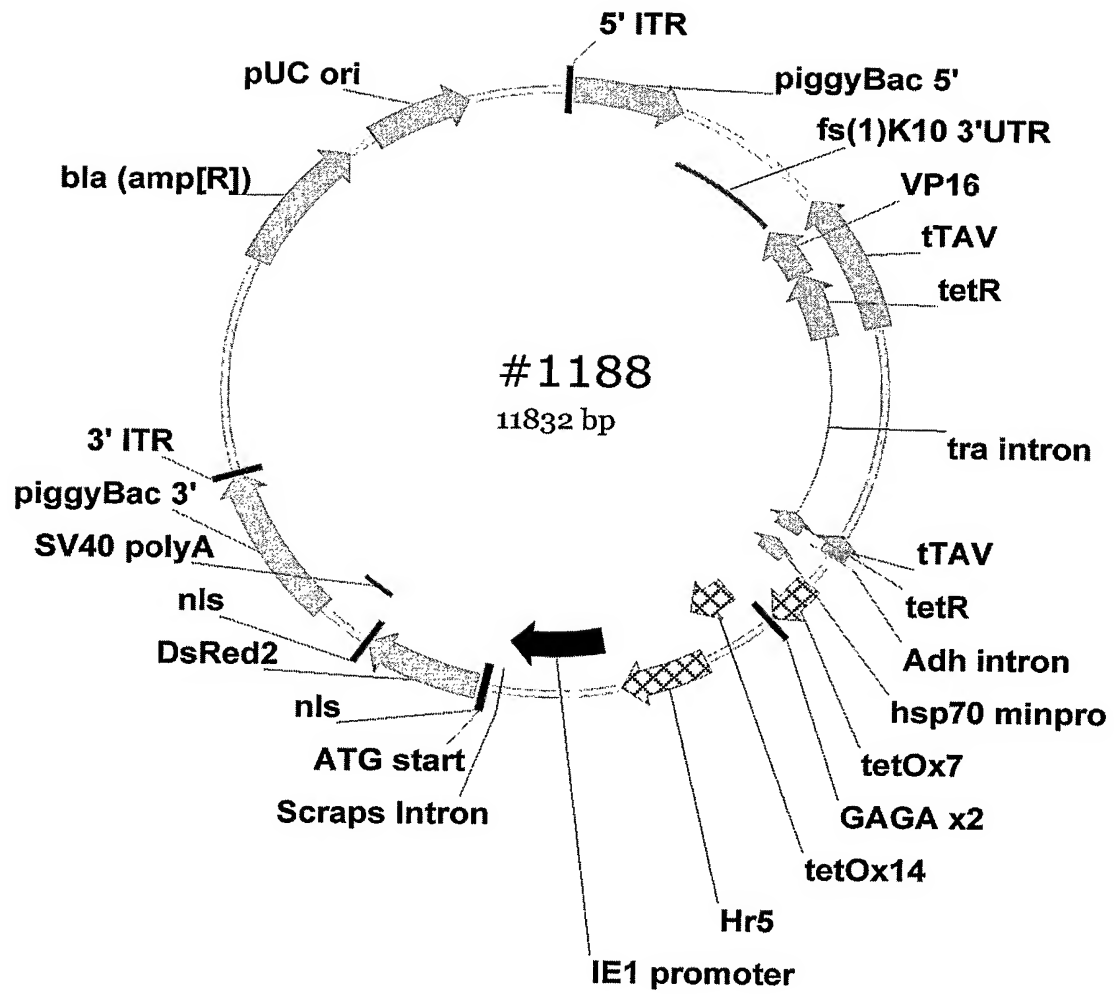 5' ITR
pUC ori
piggyBac 5'
fs(1)K10 3'UTR
bla (amp[R])
VP16
tTAV
tetR
#1188
11832 bp
3' ITR
tra intron
piggyBac 3'
SV40 polyA
tTAV
nls
tetR
DsRed2
Adh intron
nls
hsp70 minpro
ATG start
tetOx7
Scraps Intron
GAGA x2
tetOx14
Hr5
IE1 promoter